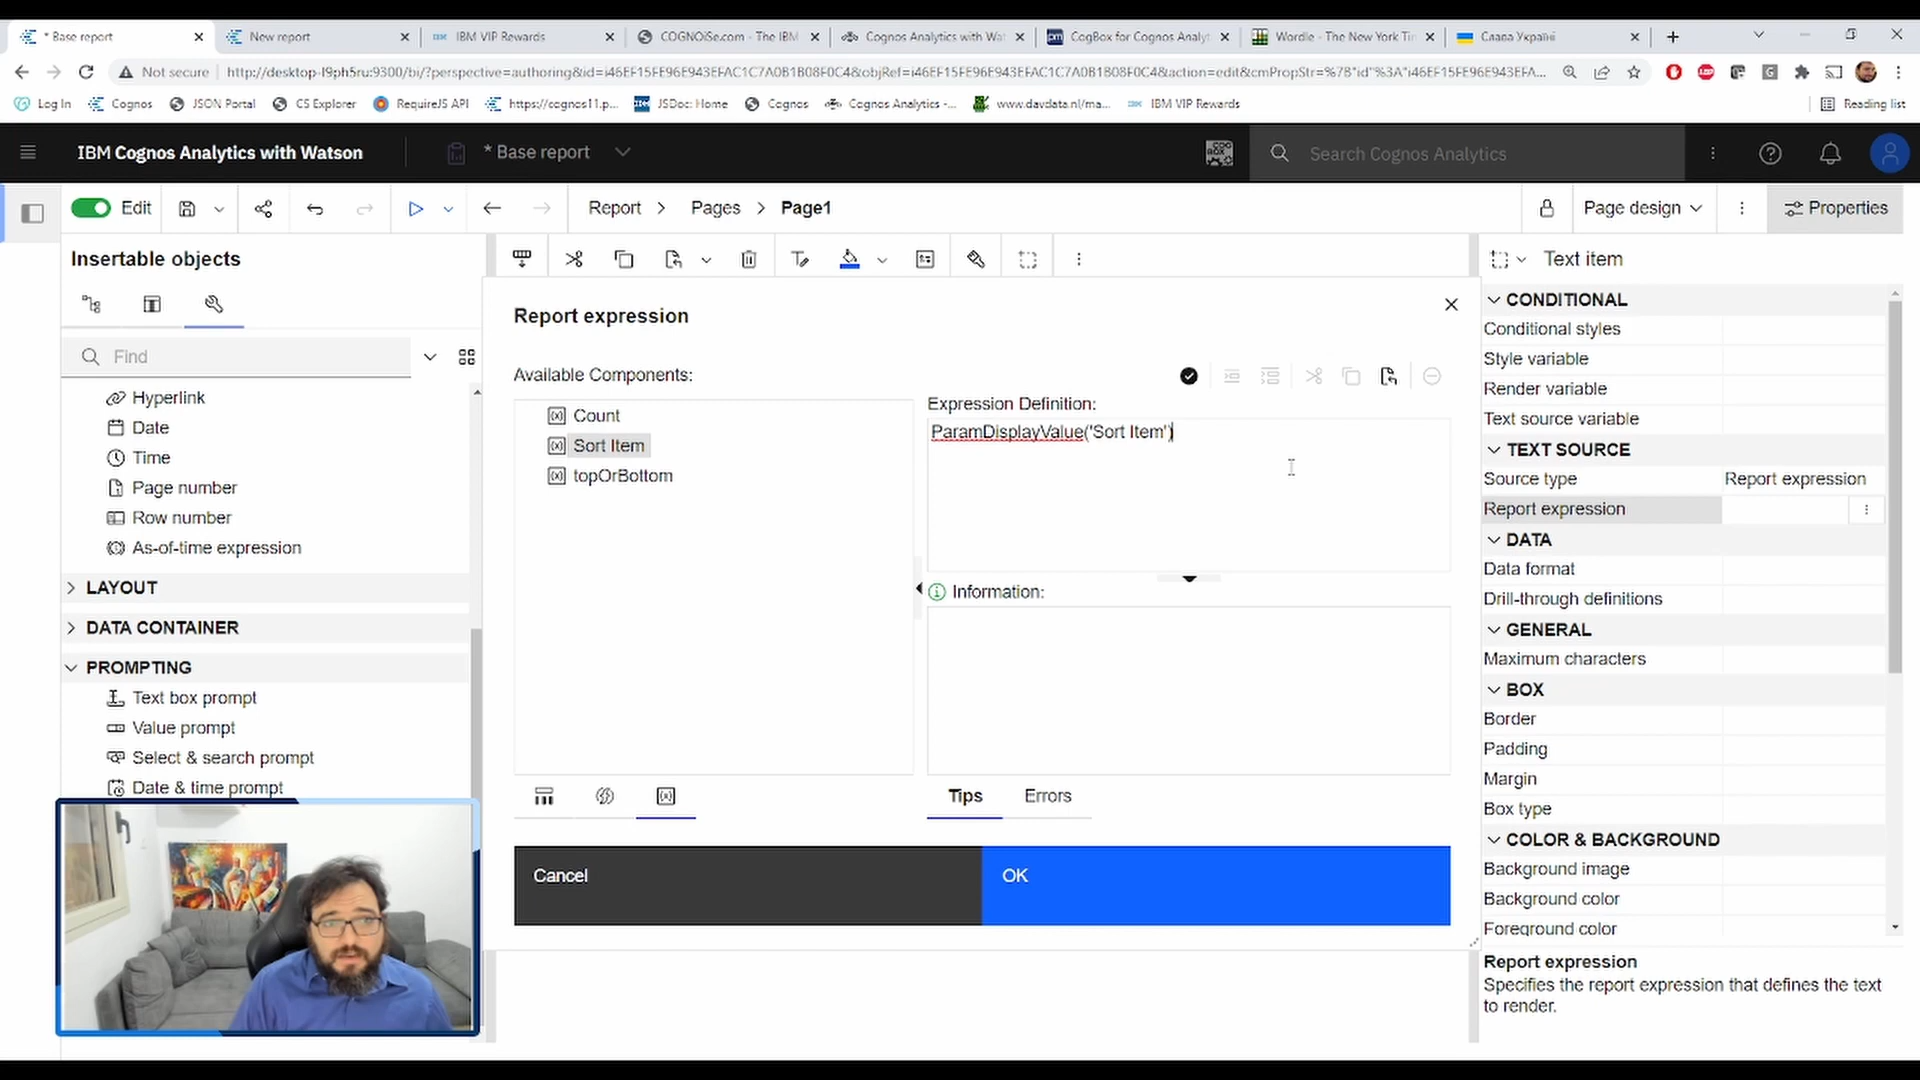 * Base report
New report
IBM VIP Rewards
COGNOiSe.com - The IBM
Cognos Analytics with Wat
CogBox for Cognos Analyt
Wordle - The New York Tim
Слава Україні
Not secure
http://desktop-l9ph5ru:9300/bi/?perspective=authoring&id=i46EF15FE96E943EFAC1C7A0B1B08F0C4&objRef=i46EF15FE96E943EFAC1C7A0B1B08F0C4&action=edit&cmPropStr=%7B"id"%3A"i46EF15FE96E943EFA...
Log In
Cognos
JSON Portal
CS Explorer
RequireJS API
https://cognos11.p...
JSDoc: Home
Cognos
Cognos Analytics -...
www.davdata.nl/ma...
IBM VIP Rewards
Reading list
IBM Cognos Analytics with Watson
* Base report
Search Cognos Analytics
Edit
Report
Pages
Page1
Page design
Properties
Insertable objects
Find
Hyperlink
Date
Time
Page number
Row number
As-of-time expression
LAYOUT
DATA CONTAINER
PROMPTING
Text box prompt
Value prompt
Select & search prompt
Date & time prompt
Report expression
Available Components:
Count
Sort Item
topOrBottom
Expression Definition:
ParamDisplayValue('Sort Item')
Information:
Tips
Errors
Cancel
OK
Text item
CONDITIONAL
Conditional styles
Style variable
Render variable
Text source variable
TEXT SOURCE
Source type Report expression
Report expression
DATA
Data format
Drill-through definitions
GENERAL
Maximum characters
BOX
Border
Padding
Margin
Box type
COLOR & BACKGROUND
Background image
Background color
Foreground color
Report expression
Specifies the report expression that defines the text
to render.